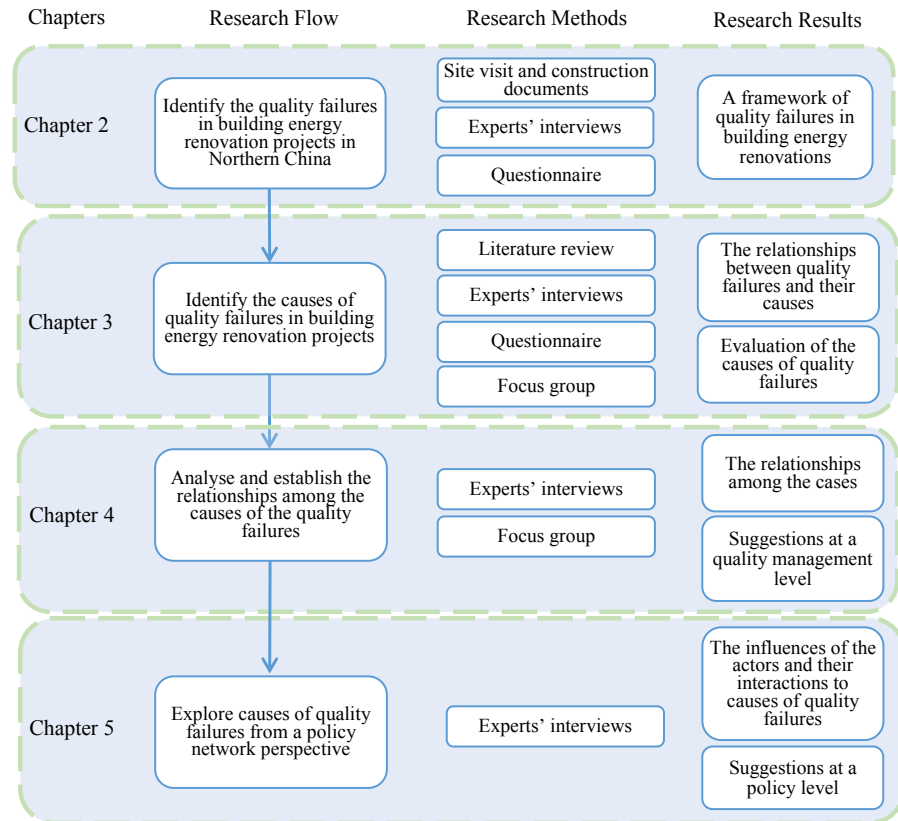 Chapters
Research Flow
Research Methods
Research Results
Chapter 2
Identify the quality failures
in building energy
renovation projects in
Northern China
Site visit and construction
documents
Experts’ interviews
Questionnaire
A framework of
quality failures in
building energy
renovations
Chapter 3
Identify the causes of
quality failures in building
energy renovation projects
Literature review
Experts’ interviews
Questionnaire
Focus group
The relationships
between quality
failures and their
causes
Evaluation of the
causes of quality
failures
Chapter 4
Analyse and establish the
relationships among the
causes of the quality
failures
Experts’ interviews
Focus group
The relationships
among the cases
Suggestions at a
quality management
level
Chapter 5
Explore causes of quality
failures from a policy
network perspective
Experts’ interviews
The influences of the
actors and their
interactions to
causes of quality
failures
Suggestions at a
policy level